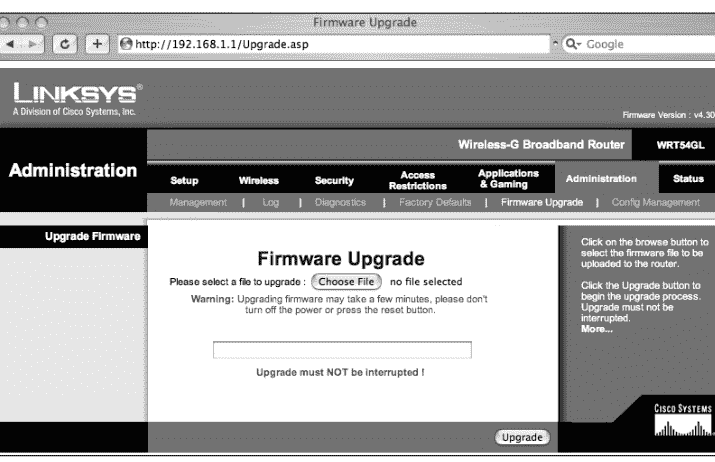 Firmware Upgrade
http://192.168.1.1/Upgrade.asp
Google
LINKSYS®
A Division of Cisco Systems, Inc.
Firmware Version : v4.30
Wireless-G Broadband Router
WRT54GL
Administration
Setup
Wireless
Security
Access Restrictions
Applications & Gaming
Administration
Status
Management | Log | Diagnostics | Factory Defaults | Firmware Upgrade | Config Management
Upgrade Firmware
Firmware Upgrade
Please select a file to upgrade : Choose File no file selected
Warning: Upgrading firmware may take a few minutes, please don't
turn off the power or press the reset button.
Upgrade must NOT be interrupted !
Click on the browse button to
select the firmware file to be
uploaded to the router.
Click the Upgrade button to
begin the upgrade process.
Upgrade must not be
interrupted.
More...
CISCO SYSTEMS
Upgrade